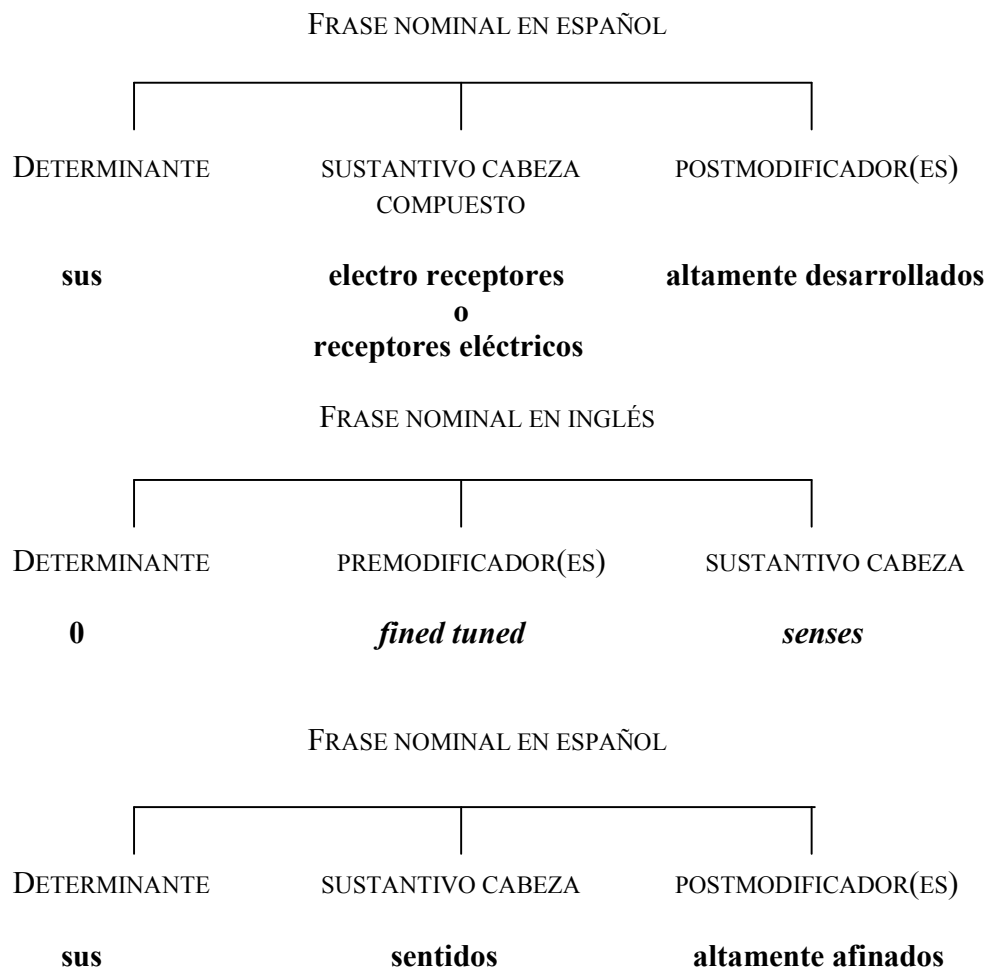 FRASE NOMINAL EN ESPAÑOL
DETERMINANTE SUSTANTIVO CABEZA COMPUESTO POSTMODIFICADOR(ES)
sus electro receptores o receptores eléctricos altamente desarrollados
FRASE NOMINAL EN INGLÉS
DETERMINANTE PREMODIFICADOR(ES) SUSTANTIVO CABEZA
0 fined tuned senses
FRASE NOMINAL EN ESPAÑOL
DETERMINANTE SUSTANTIVO CABEZA POSTMODIFICADOR(ES)
sus sentidos altamente afinados